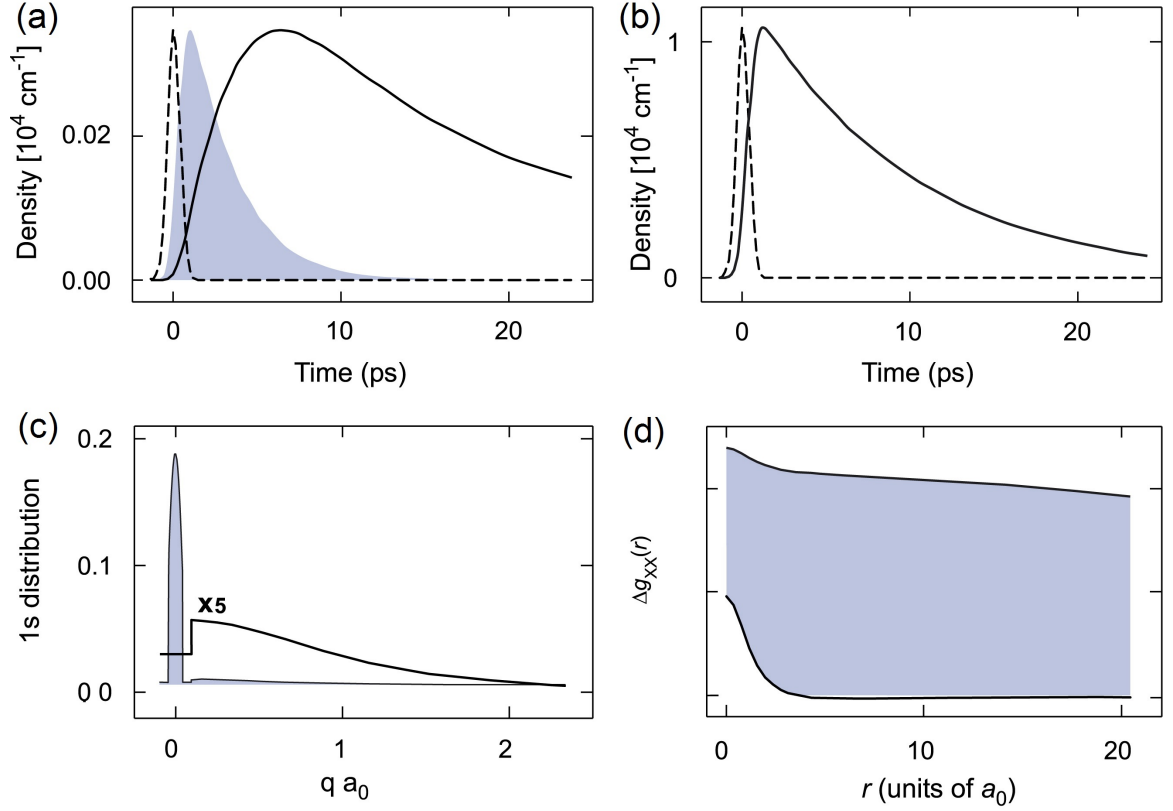 (a)
Density [10⁴ cm⁻¹]
0.02
0.00
0
10
20
Time (ps)
(b)
Density [10⁴ cm⁻¹]
1
0
0
10
20
Time (ps)
(c)
1s distribution
0.2
0.1
0 0
x5
0
1
2
q a₀
(d)
Δg_XX(r)
0
10
20
r (units of a₀)